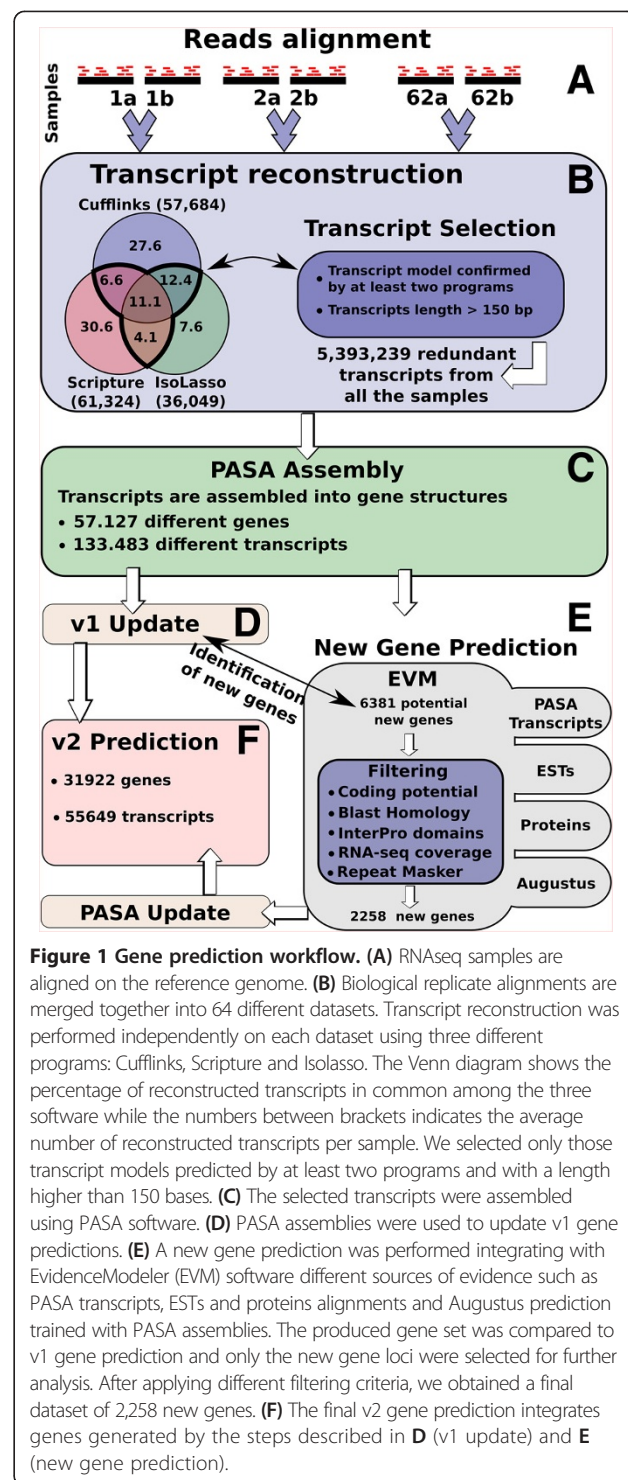 Reads alignment
Samples
1a 1b
2a 2b
62a 62b
A
Transcript reconstruction
B
Cufflinks (57,684)
27.6
6.6
12.4
11.1
30.6
4.1
7.6
Scripture
(61,324)
IsoLasso
(36,049)
Transcript Selection
• Transcript model confirmed
by at least two programs
• Transcripts length > 150 bp
5,393,239 redundant
transcripts from
all the samples
PASA Assembly
C
Transcripts are assembled into gene structures
• 57.127 different genes
• 133.483 different transcripts
v1 Update
D
Identification
of new genes
New Gene Prediction
E
EVM
6381 potential
new genes
Filtering
• Coding potential
• Blast Homology
• InterPro domains
• RNA-seq coverage
• Repeat Masker
2258 new genes
PASA
Transcripts
ESTs
Proteins
Augustus
v2 Prediction
F
• 31922 genes
• 55649 transcripts
PASA Update
Figure 1 Gene prediction workflow. (A) RNAseq samples are
aligned on the reference genome. (B) Biological replicate alignments are
merged together into 64 different datasets. Transcript reconstruction was
performed independently on each dataset using three different
programs: Cufflinks, Scripture and Isolasso. The Venn diagram shows the
percentage of reconstructed transcripts in common among the three
software while the numbers between brackets indicates the average
number of reconstructed transcripts per sample. We selected only those
transcript models predicted by at least two programs and with a length
higher than 150 bases. (C) The selected transcripts were assembled
using PASA software. (D) PASA assemblies were used to update v1 gene
predictions. (E) A new gene prediction was performed integrating with
EvidenceModeler (EVM) software different sources of evidence such as
PASA transcripts, ESTs and proteins alignments and Augustus prediction
trained with PASA assemblies. The produced gene set was compared to
v1 gene prediction and only the new gene loci were selected for further
analysis. After applying different filtering criteria, we obtained a final
dataset of 2,258 new genes. (F) The final v2 gene prediction integrates
genes generated by the steps described in D (v1 update) and E
(new gene prediction).